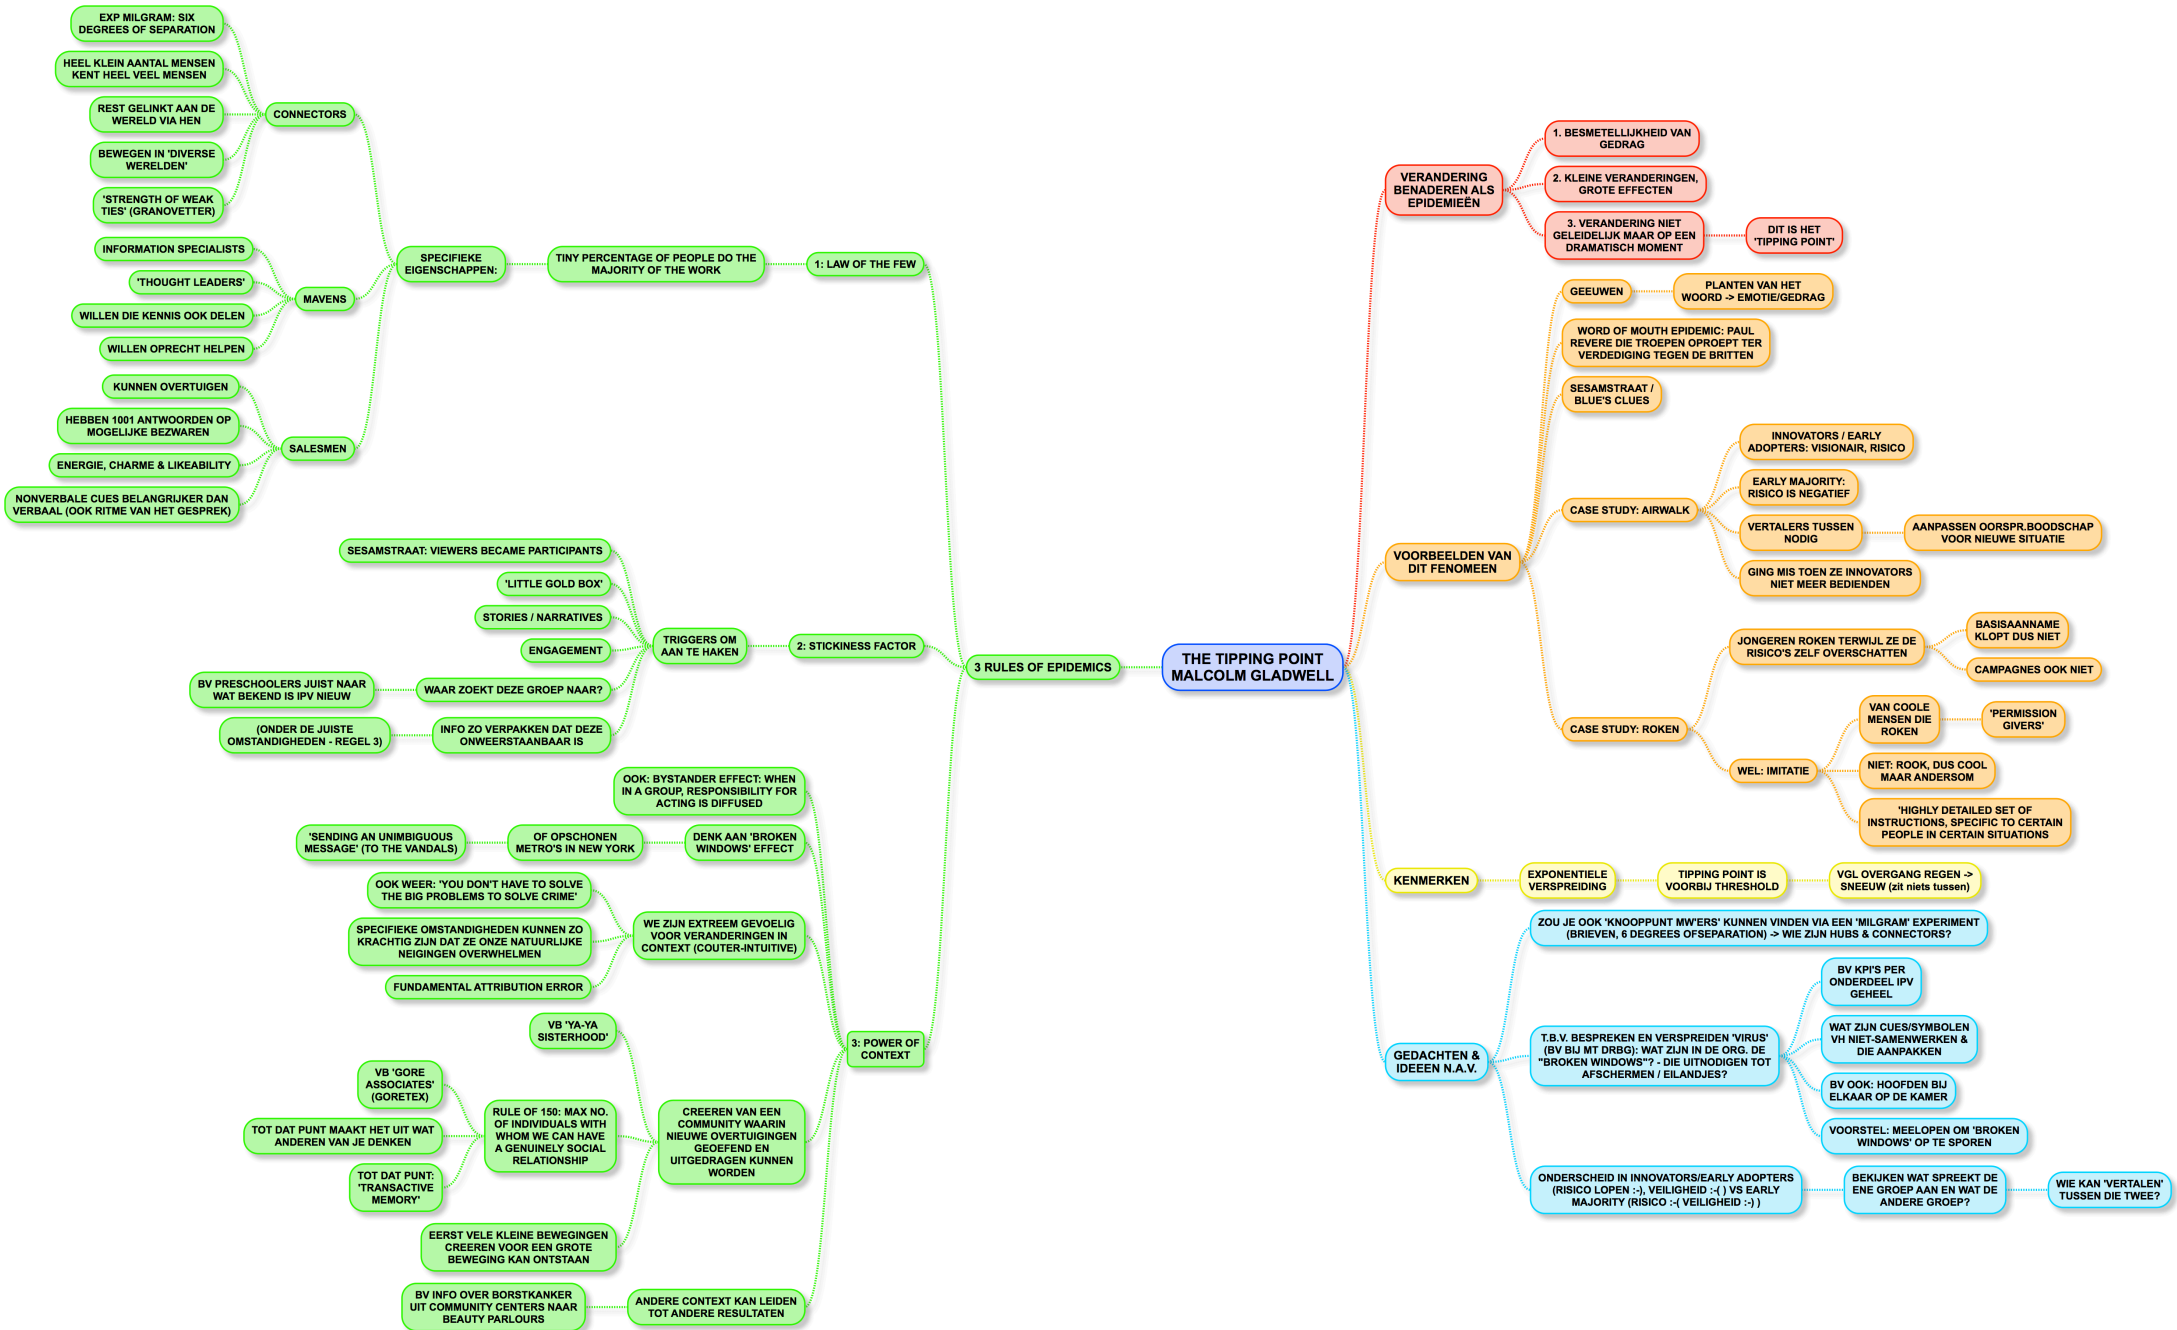 THE TIPPING POINT
MALCOLM GLADWELL
3 RULES OF EPIDEMICS
1: LAW OF THE FEW
TINY PERCENTAGE OF PEOPLE DO THE
MAJORITY OF THE WORK
SPECIFIEKE
EIGENSCHAPPEN:
CONNECTORS
EXP MILGRAM: SIX
DEGREES OF SEPARATION
HEEL KLEIN AANTAL MENSEN
KENT HEEL VEEL MENSEN
REST GELINKT AAN DE
WERELD VIA HEN
BEWEGEN IN 'DIVERSE
WERELDEN'
'STRENGTH OF WEAK
TIES' (GRANOVETTER)
MAVENS
INFORMATION SPECIALISTS
'THOUGHT LEADERS'
WILLEN DIE KENNIS OOK DELEN
WILLEN OPRECHT HELPEN
SALESMEN
KUNNEN OVERTUIGEN
HEBBEN 1001 ANTWOORDEN OP
MOGELIJKE BEZWAREN
ENERGIE, CHARME & LIKEABILITY
NONVERBALE CUES BELANGRIJKER DAN
VERBAAL (OOK RITME VAN HET GESPREK)
2: STICKINESS FACTOR
TRIGGERS OM
AAN TE HAKEN
SESAMSTRAAT: VIEWERS BECAME PARTICIPANTS
'LITTLE GOLD BOX'
STORIES / NARRATIVES
ENGAGEMENT
WAAR ZOEKT DEZE GROEP NAAR?
BV PRESCHOOLERS JUIST NAAR
WAT BEKEND IS IPV NIEUW
INFO ZO VERPAKKEN DAT DEZE
ONWEERSTAANBAAR IS
(ONDER DE JUISTE
OMSTANDIGHEDEN - REGEL 3)
3: POWER OF
CONTEXT
OOK: BYSTANDER EFFECT: WHEN
IN A GROUP, RESPONSIBILITY FOR
ACTING IS DIFFUSED
DENK AAN 'BROKEN
WINDOWS' EFFECT
OF OPSCHONEN
METRO'S IN NEW YORK
'SENDING AN UNIMBIGUOUS
MESSAGE' (TO THE VANDALS)
WE ZIJN EXTREEM GEVOELIG
VOOR VERANDERINGEN IN
CONTEXT (COUTER-INTUITIVE)
OOK WEER: 'YOU DON'T HAVE TO SOLVE
THE BIG PROBLEMS TO SOLVE CRIME'
SPECIFIEKE OMSTANDIGHEDEN KUNNEN ZO
KRACHTIG ZIJN DAT ZE ONZE NATUURLIJKE
NEIGINGEN OVERWHELMEN
FUNDAMENTAL ATTRIBUTION ERROR
CREEREN VAN EEN
COMMUNITY WAARIN
NIEUWE OVERTUIGINGEN
GEOEFEND EN
UITGEDRAGEN KUNNEN
WORDEN
VB 'YA-YA
SISTERHOOD'
RULE OF 150: MAX NO.
OF INDIVIDUALS WITH
WHOM WE CAN HAVE
A GENUINELY SOCIAL
RELATIONSHIP
VB 'GORE
ASSOCIATES'
(GORETEX)
TOT DAT PUNT MAAKT HET UIT WAT
ANDEREN VAN JE DENKEN
TOT DAT PUNT:
'TRANSACTIVE
MEMORY'
EERST VELE KLEINE BEWEGINGEN
CREEREN VOOR EEN GROTE
BEWEGING KAN ONTSTAAN
ANDERE CONTEXT KAN LEIDEN
TOT ANDERE RESULTATEN
BV INFO OVER BORSTKANKER
UIT COMMUNITY CENTERS NAAR
BEAUTY PARLOURS
VERANDERING
BENADEREN ALS
EPIDEMIEËN
1. BESMETELLIJKHEID VAN
GEDRAG
2. KLEINE VERANDERINGEN,
GROTE EFFECTEN
3. VERANDERING NIET
GELEIDELIJK MAAR OP EEN
DRAMATISCH MOMENT
DIT IS HET
'TIPPING POINT'
VOORBEELDEN VAN
DIT FENOMEEN
GEEUWEN
PLANTEN VAN HET
WOORD -> EMOTIE/GEDRAG
WORD OF MOUTH EPIDEMIC: PAUL
REVERE DIE TROEPEN OPROEPT TER
VERDEDIGING TEGEN DE BRITTEN
SESAMSTRAAT /
BLUE'S CLUES
CASE STUDY: AIRWALK
INNOVATORS / EARLY
ADOPTERS: VISIONAIR, RISICO
EARLY MAJORITY:
RISICO IS NEGATIEF
VERTALERS TUSSEN
NODIG
AANPASSEN OORSPR.BOODSCHAP
VOOR NIEUWE SITUATIE
GING MIS TOEN ZE INNOVATORS
NIET MEER BEDIENDEN
CASE STUDY: ROKEN
JONGEREN ROKEN TERWIJL ZE DE
RISICO'S ZELF OVERSCHATTEN
BASISAANNAME
KLOPT DUS NIET
CAMPAGNES OOK NIET
WEL: IMITATIE
VAN COOLE
MENSEN DIE
ROKEN
'PERMISSION
GIVERS'
NIET: ROOK, DUS COOL
MAAR ANDERSOM
'HIGHLY DETAILED SET OF
INSTRUCTIONS, SPECIFIC TO CERTAIN
PEOPLE IN CERTAIN SITUATIONS
KENMERKEN
EXPONENTIELE
VERSPREIDING
TIPPING POINT IS
VOORBIJ THRESHOLD
VGL OVERGANG REGEN ->
SNEEUW (zit niets tussen)
GEDACHTEN &
IDEEEN N.A.V.
ZOU JE OOK 'KNOOPPUNT MW'ERS' KUNNEN VINDEN VIA EEN 'MILGRAM' EXPERIMENT
(BRIEVEN, 6 DEGREES OFSEPARATION) -> WIE ZIJN HUBS & CONNECTORS?
T.B.V. BESPREKEN EN VERSPREIDEN 'VIRUS'
(BV BIJ MT DRBG): WAT ZIJN IN DE ORG. DE
"BROKEN WINDOWS"? - DIE UITNODIGEN TOT
AFSCHERMEN / EILANDJES?
BV KPI'S PER
ONDERDEEL IPV
GEHEEL
WAT ZIJN CUES/SYMBOLEN
VH NIET-SAMENWERKEN &
DIE AANPAKKEN
BV OOK: HOOFDEN BIJ
ELKAAR OP DE KAMER
VOORSTEL: MEELOPEN OM 'BROKEN
WINDOWS' OP TE SPOREN
ONDERSCHEID IN INNOVATORS/EARLY ADOPTERS
(RISICO LOPEN :-), VEILIGHEID :-( ) VS EARLY
MAJORITY (RISICO :-( VEILIGHEID :-) )
BEKIJKEN WAT SPREEKT DE
ENE GROEP AAN EN WAT DE
ANDERE GROEP?
WIE KAN 'VERTALEN'
TUSSEN DIE TWEE?